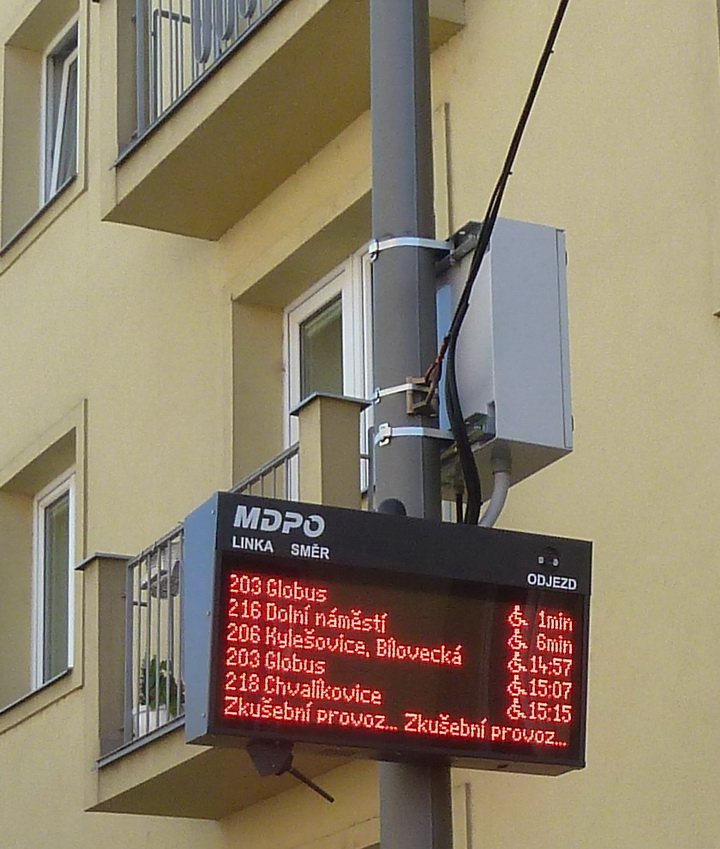 MDPO
LINKA SMĚR ODJEZD
203 Globus 1min
216 Dolní náměstí 6min
206 Kylešovice, Bílovecká 14:57
203 Globus 15:07
218 Chvalíkovice 15:15
Zkušební provoz... Zkušební provoz...